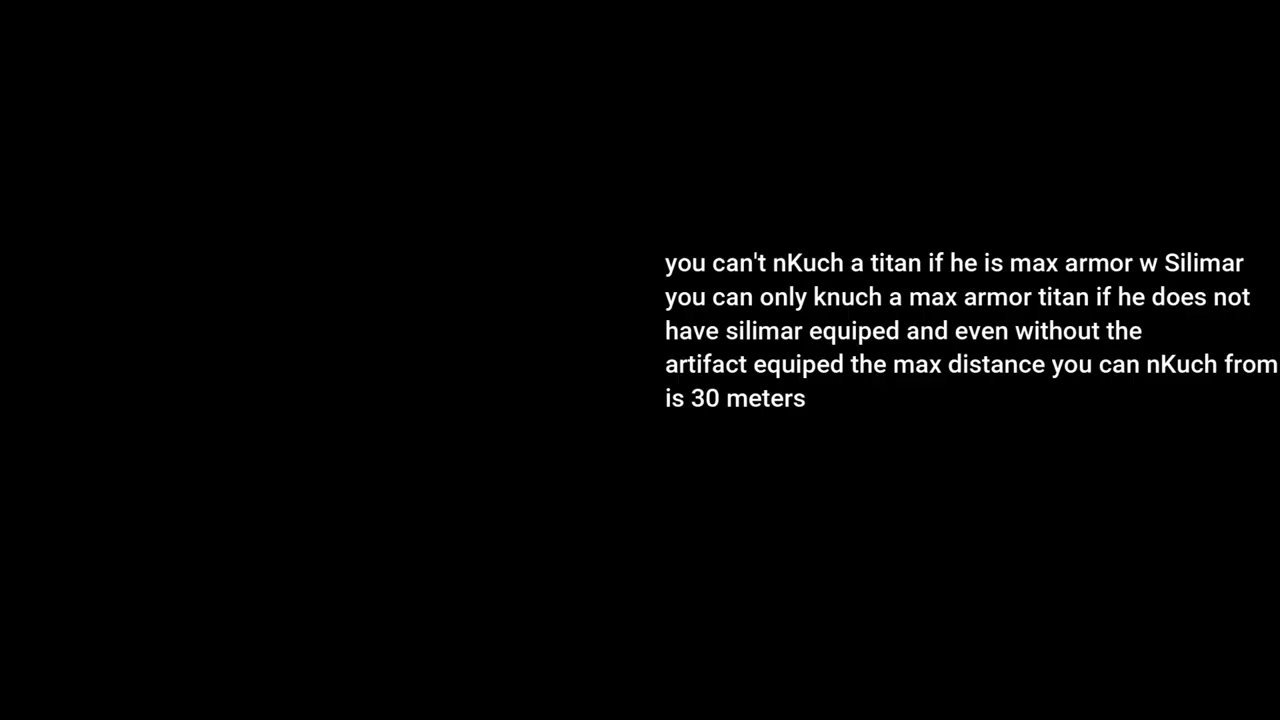 you can't nKuch a titan if he is max armor w Silimar
you can only knuch a max armor titan if he does not
have silimar equiped and even without the
artifact equiped the max distance you can nKuch from
is 30 meters